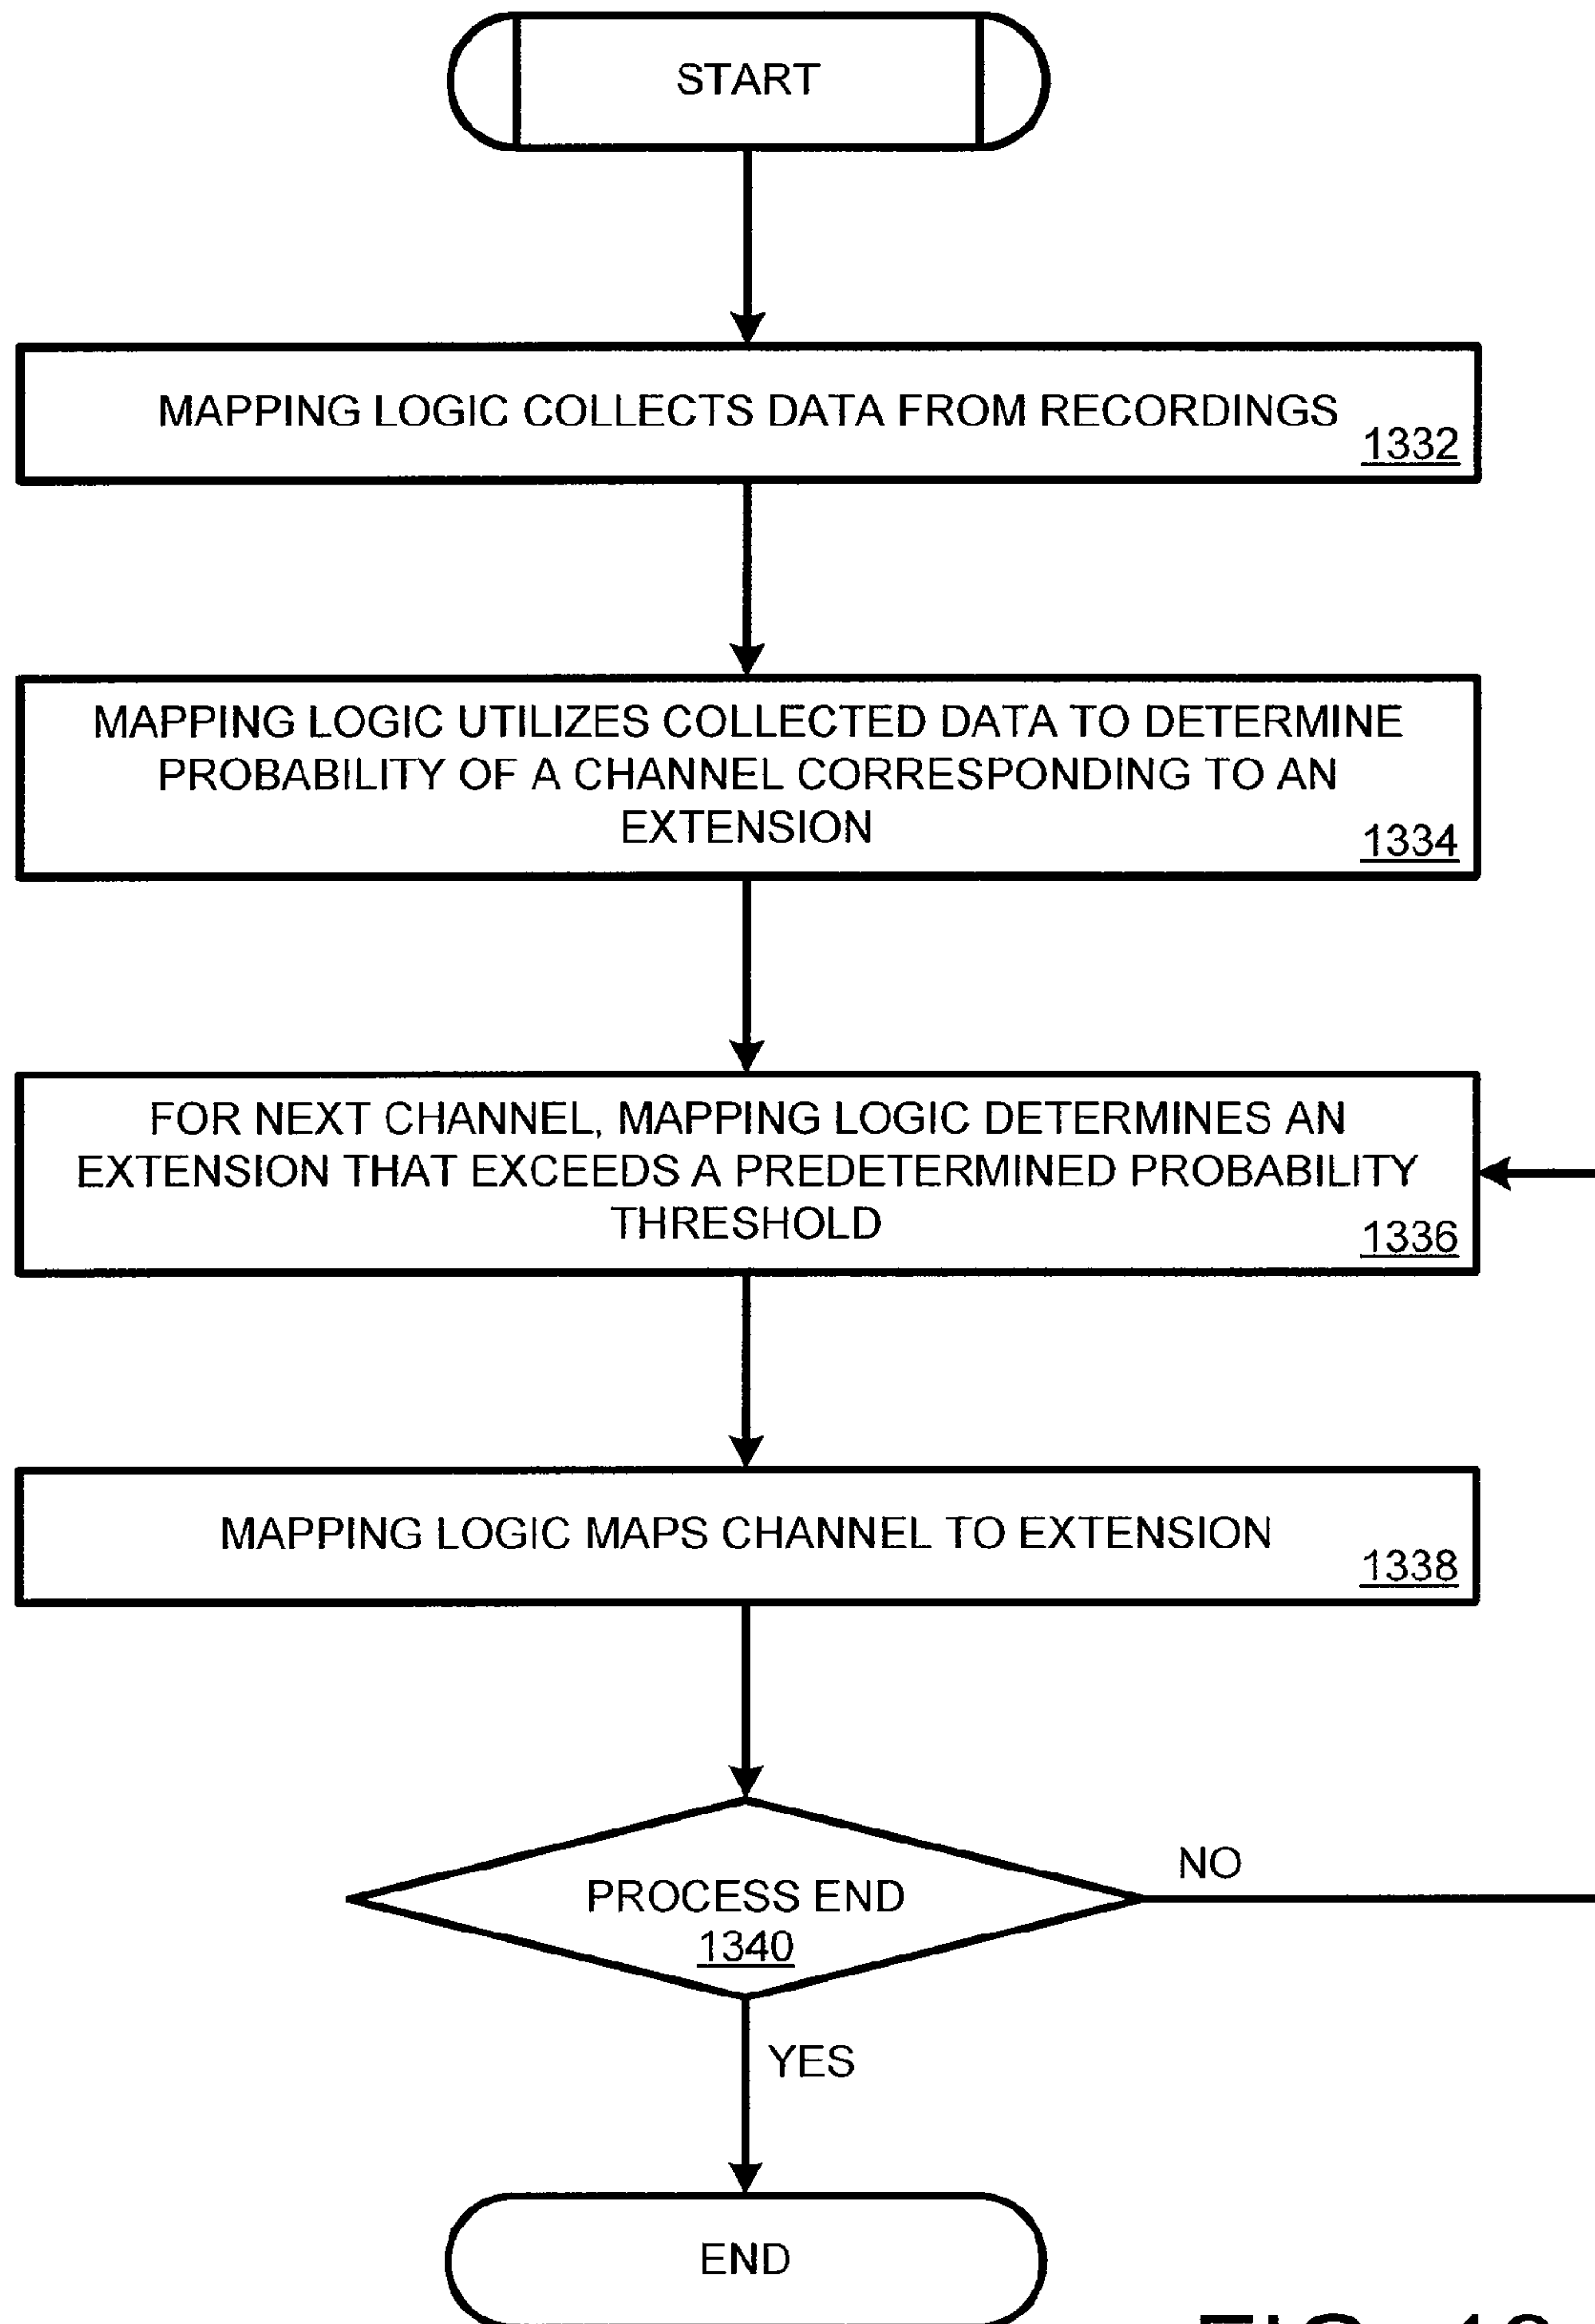 START
MAPPING LOGIC COLLECTS DATA FROM RECORDINGS
1332
MAPPING LOGIC UTILIZES COLLECTED DATA TO DETERMINE
PROBABILITY OF A CHANNEL CORRESPONDING TO AN
EXTENSION
1334
FOR NEXT CHANNEL, MAPPING LOGIC DETERMINES AN
EXTENSION THAT EXCEEDS A PREDETERMINED PROBABILITY
THRESHOLD
1336
MAPPING LOGIC MAPS CHANNEL TO EXTENSION
1338
NO
PROCESS END
1340
YES
END